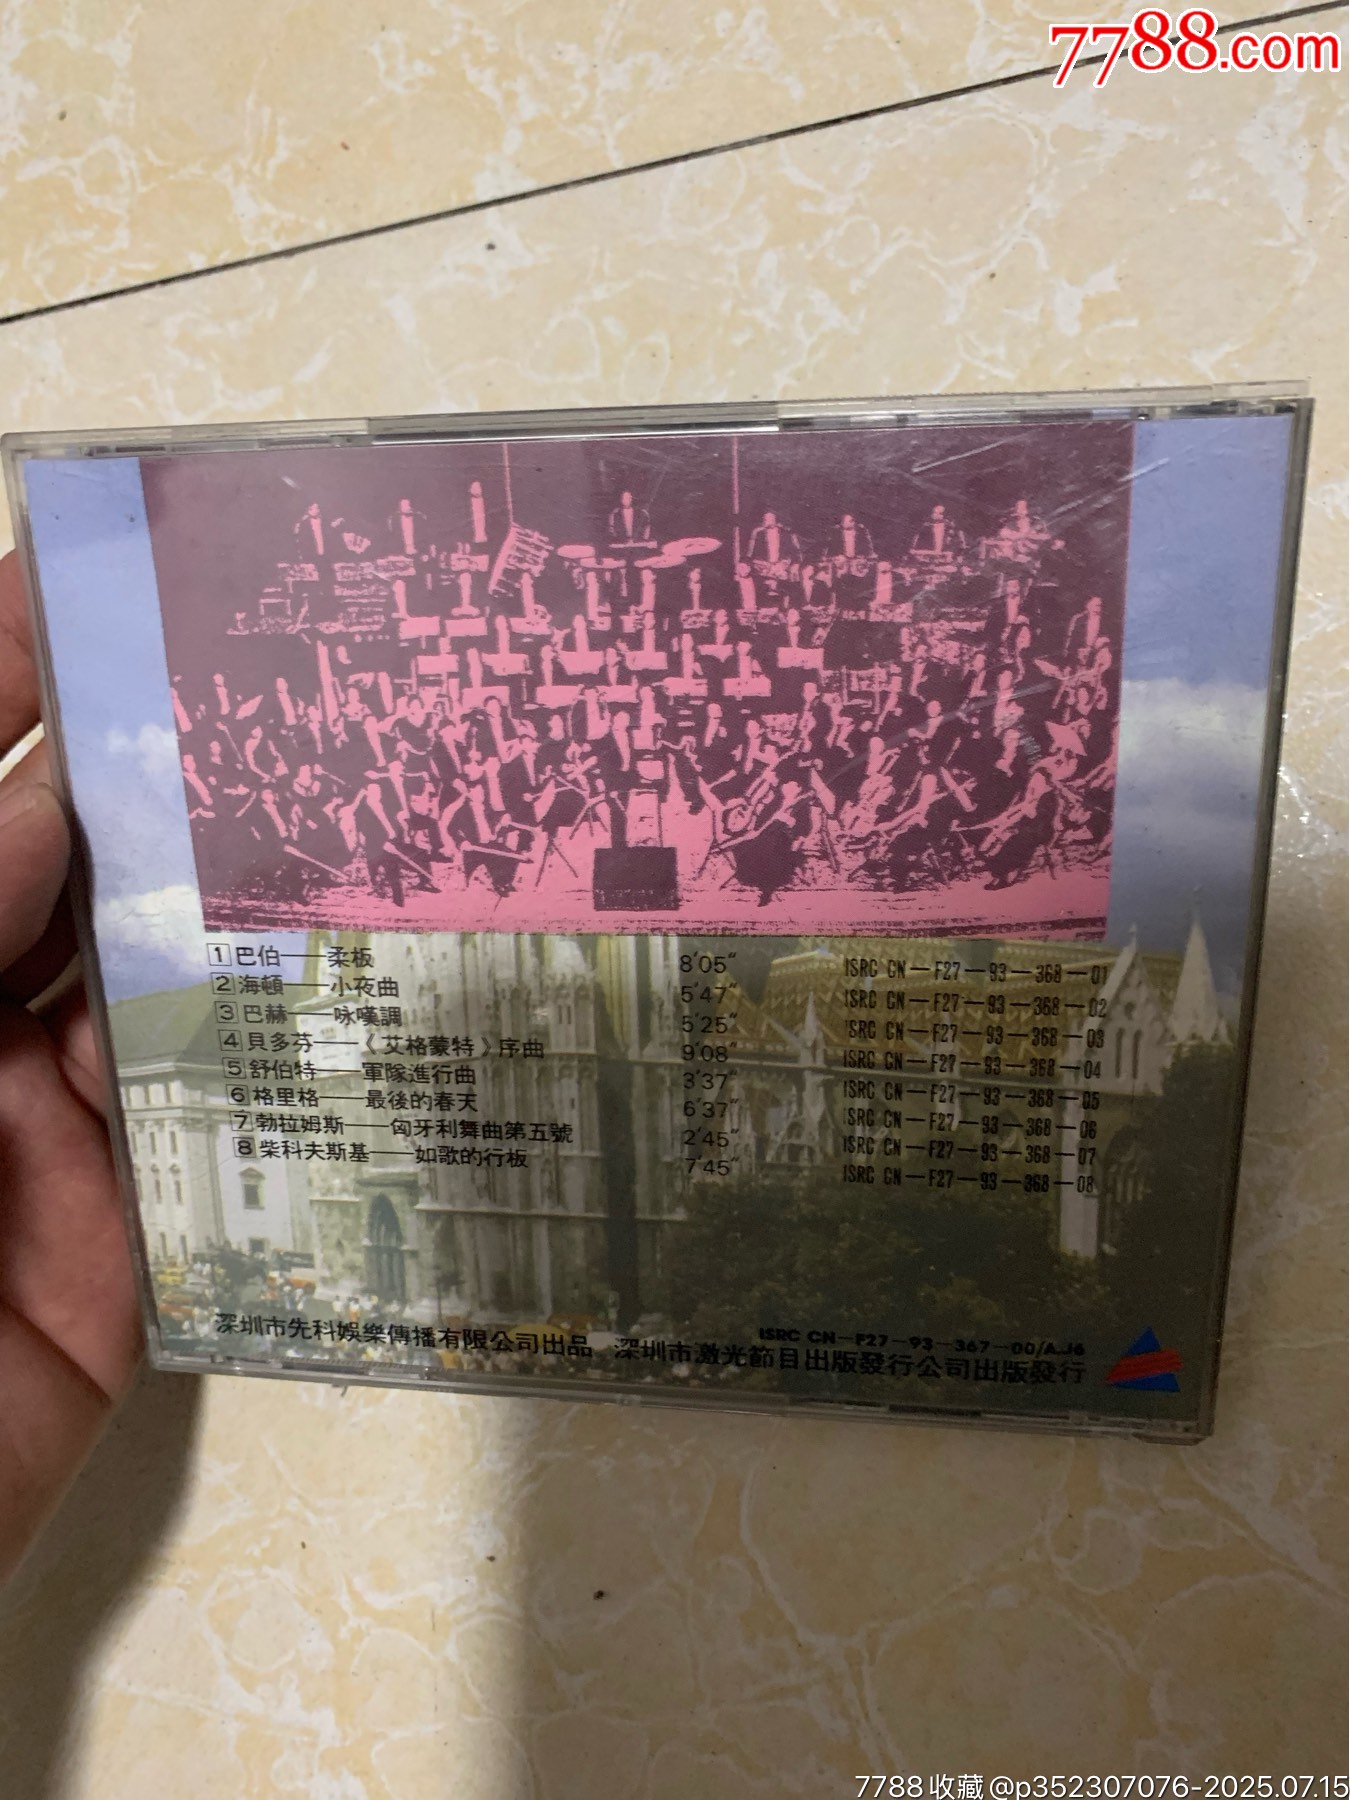 7788.com
1 巴伯——柔板 8′05″ ISRC CN—F27—93—368—01
2 海頓——小夜曲 5′47″ ISRC CN—F27—93—368—02
3 巴赫——咏嘆調 5′25″ ISRC CN—F27—93—368—03
4 貝多芬——《艾格蒙特》序曲 9′08″ ISRC CN—F27—93—368—04
5 舒伯特——軍隊進行曲 3′37″ ISRC CN—F27—93—368—05
6 格里格——最後的春天 6′37″ ISRC CN—F27—93—368—06
7 勃拉姆斯——匈牙利舞曲第五號 2′45″ ISRC CN—F27—93—368—07
8 柴科夫斯基——如歌的行板 7′45″ ISRC CN—F27—93—368—08
ISRC CN—F27—93—367—00/A.J6
深圳市先科娛樂傳播有限公司出品 深圳市激光節目出版發行公司出版發行
7788收藏@p352307076-2025.07.15